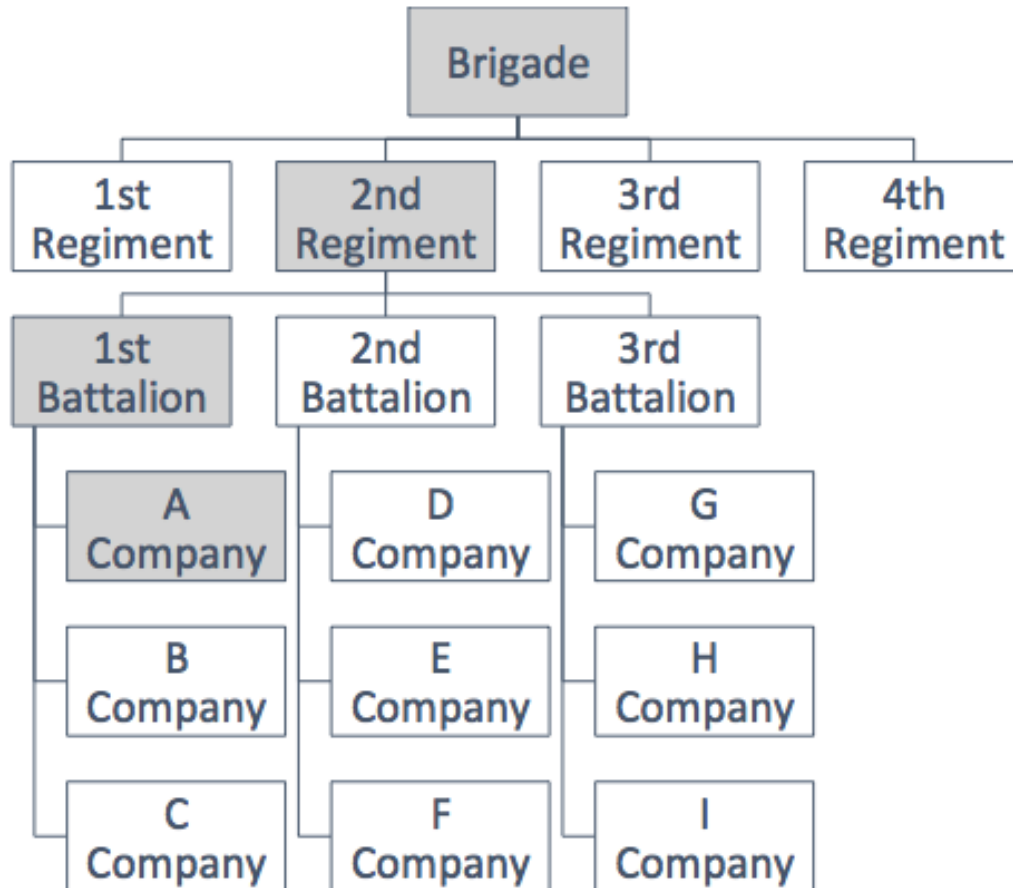 Brigade
1st
Regiment
2nd
Regiment
3rd
Regiment
4th
Regiment
1st
Battalion
2nd
Battalion
3rd
Battalion
A
Company
D
Company
G
Company
B
Company
E
Company
H
Company
C
Company
F
Company
I
Company